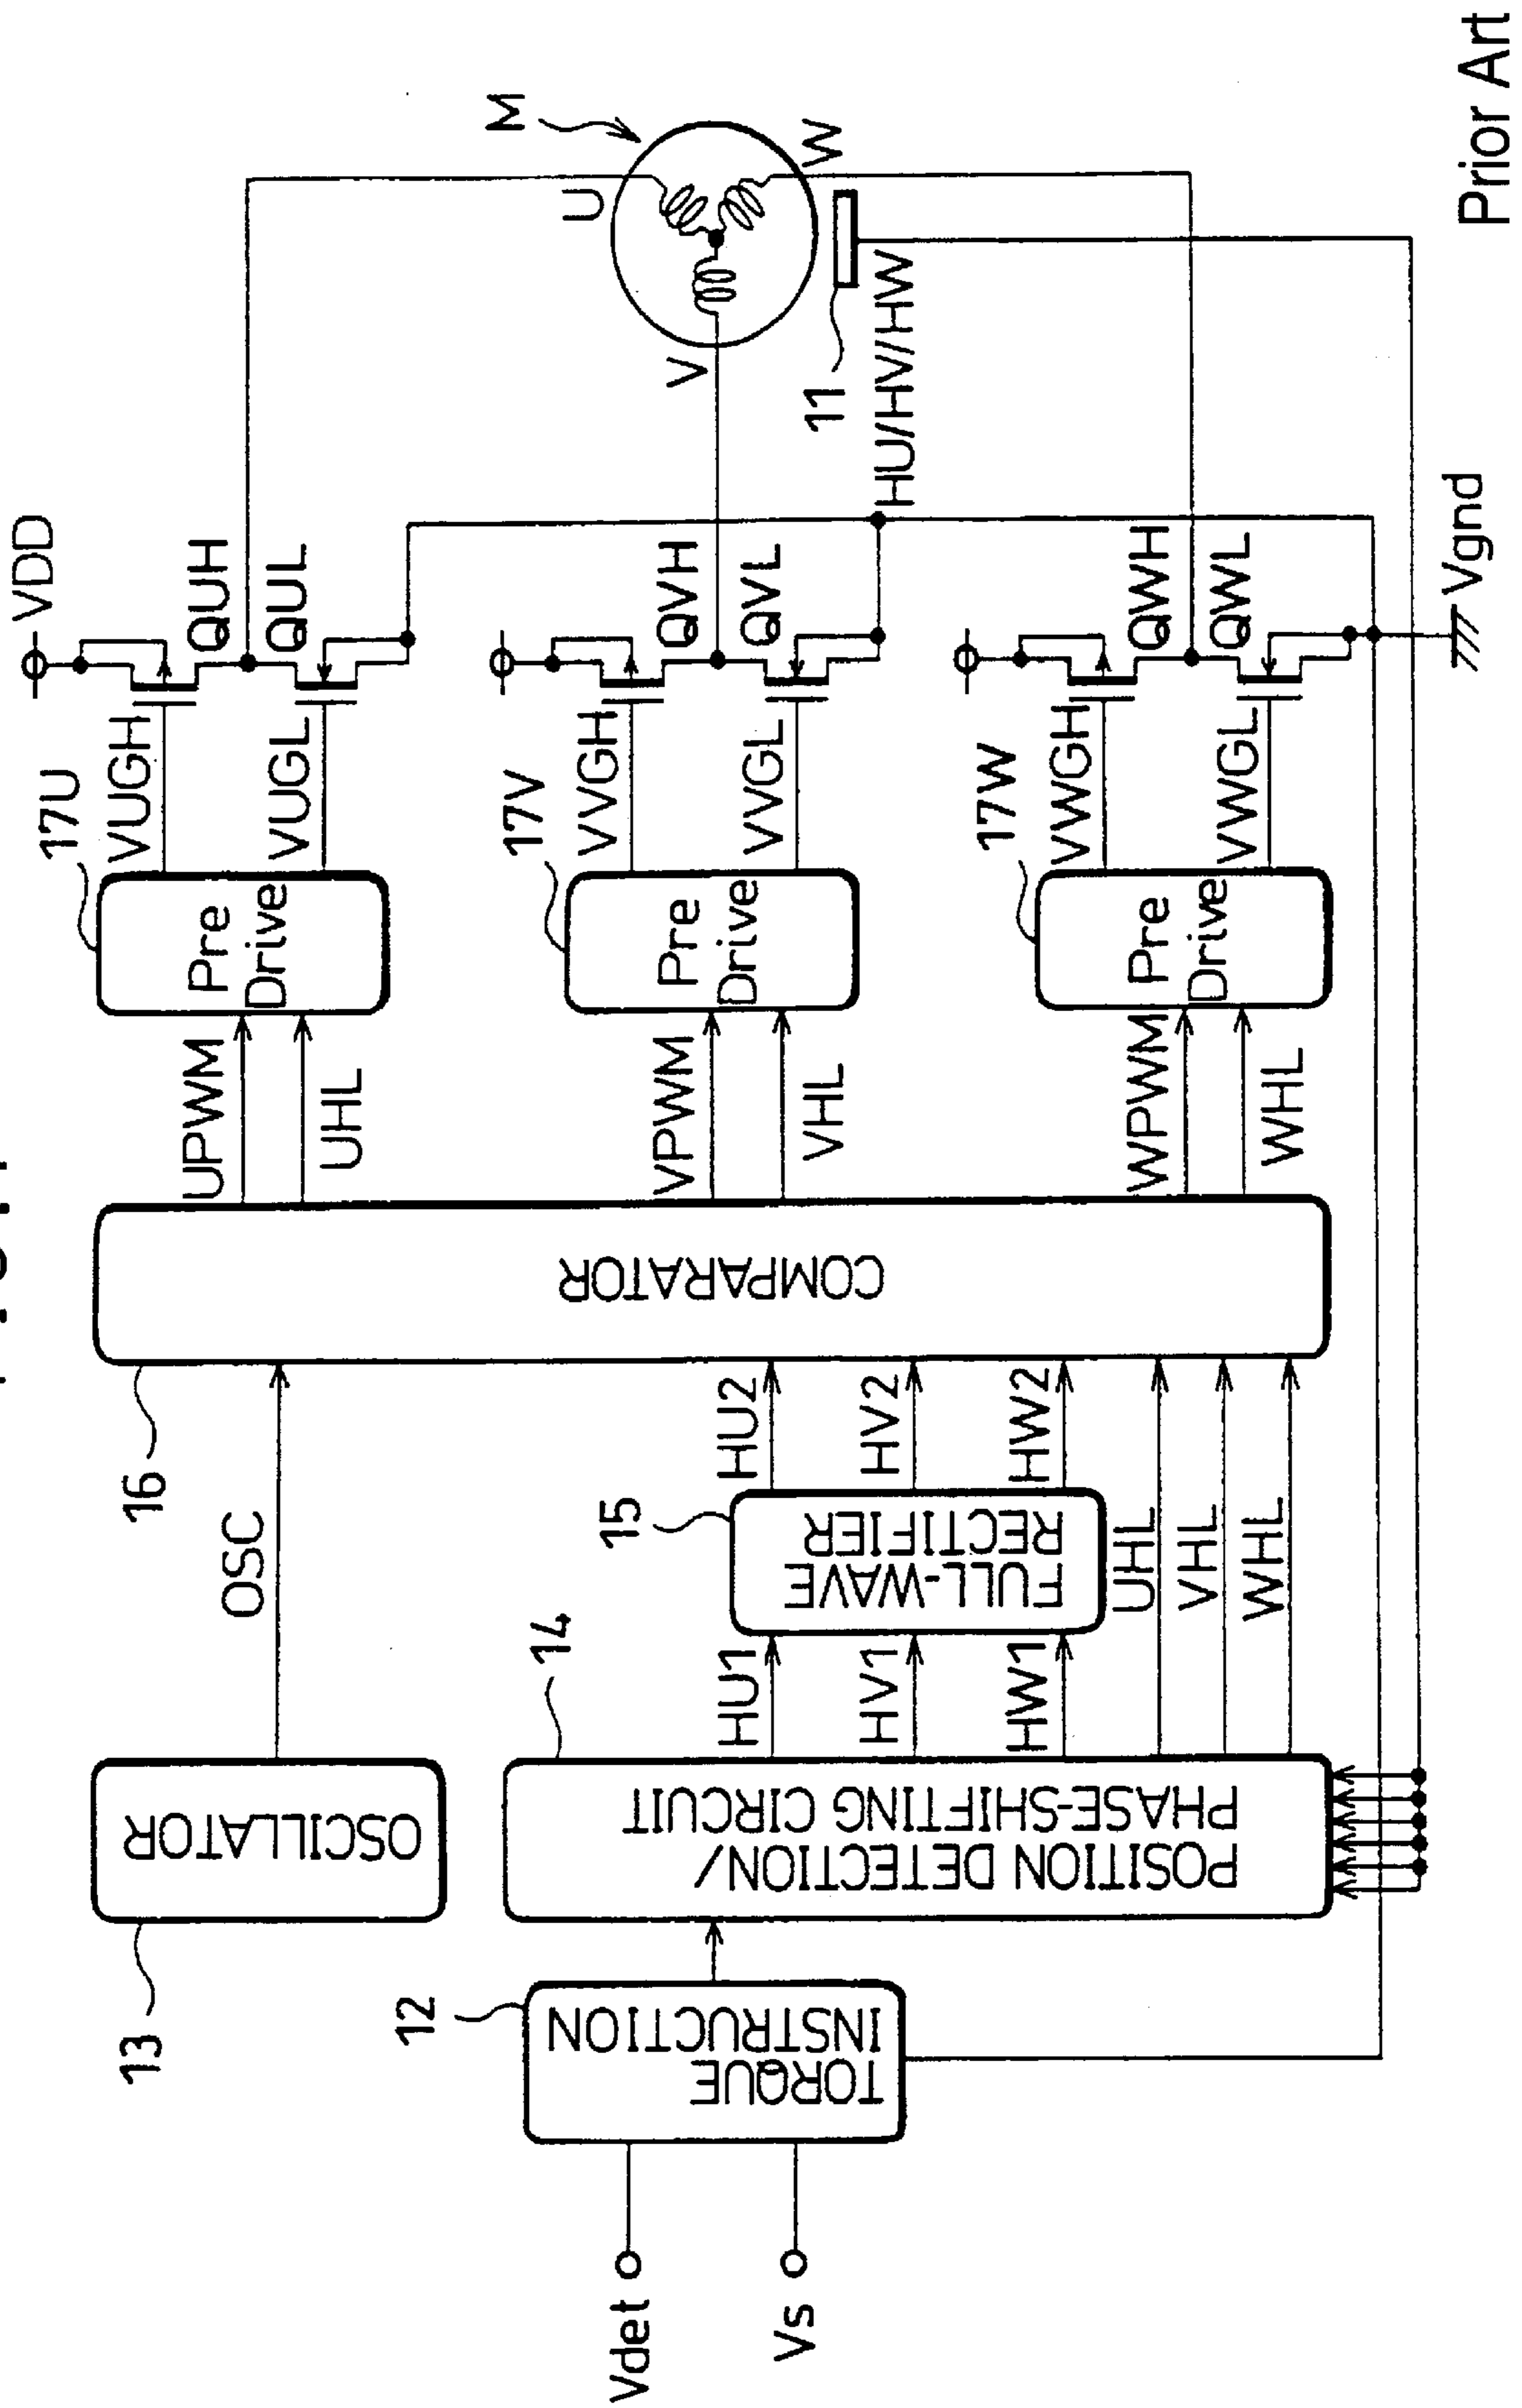 Prior Art
VDD
M
U
V
W
11
HU/HV/HW
QUH
QUL
QVH
QVL
QWH
QWL
Vgnd
17U
VUGH
VUGL
17V
VVGH
VVGL
17W
VWGH
VWGL
Pre
Drive
Pre
Drive
Pre
Drive
UPWM
UHL
VPWM
VHL
WPWM
WHL
COMPARATOR
16
OSC
HU2
HV2
HW2
15
FULL-WAVE
RECTIFIER
UHL
VHL
WHL
14
HU1
HV1
HW1
OSCILLATOR
13
POSITION DETECTION/
PHASE-SHIFTING CIRCUIT
12
TORQUE
INSTRUCTION
Vdet
Vs